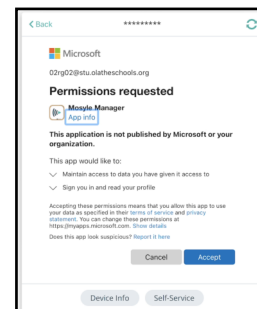 Back
*********
Microsoft
02rg02@stu.olatheschools.org
Permissions requested
Mosyle Manager
App info
This application is not published by Microsoft or your
organization.
This app would like to:
Maintain access to data you have given it access to
Sign you in and read your profile
Accepting these permissions means that you allow this app to use
your data as specified in their terms of service and privacy
statement. You can change these permissions at
https://myapps.microsoft.com. Show details
Does this app look suspicious? Report it here
Cancel Accept
Device Info Self-Service